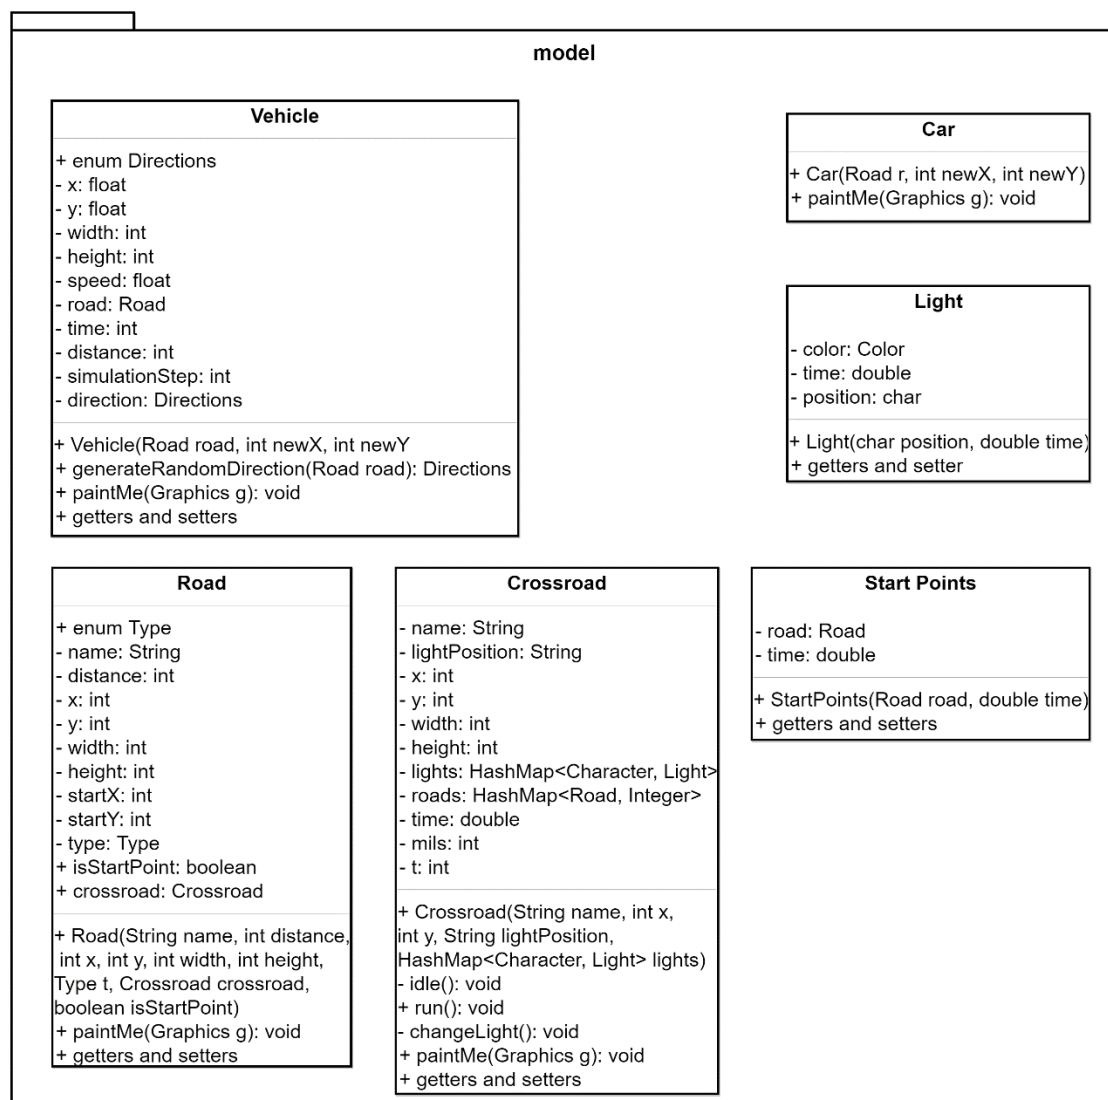 model
Vehicle
+ enum Directions
- x: float
- y: float
- width: int
- height: int
- speed: float
- road: Road
- time: int
- distance: int
- simulationStep: int
- direction: Directions
+ Vehicle(Road road, int newX, int newY
+ generateRandomDirection(Road road): Directions
+ paintMe(Graphics g): void
+ getters and setters
Car
+ Car(Road r, int newX, int newY)
+ paintMe(Graphics g): void
Light
- color: Color
- time: double
- position: char
+ Light(char position, double time)
+ getters and setter
Road
+ enum Type
- name: String
- distance: int
- x: int
- y: int
- width: int
- height: int
- startX: int
- startY: int
- type: Type
+ isStartPoint: boolean
+ crossroad: Crossroad
+ Road(String name, int distance,
int x, int y, int width, int height,
Type t, Crossroad crossroad,
boolean isStartPoint)
+ paintMe(Graphics g): void
+ getters and setters
Crossroad
- name: String
- lightPosition: String
- x: int
- y: int
- width: int
- height: int
- lights: HashMap<Character, Light>
- roads: HashMap<Road, Integer>
- time: double
- mils: int
- t: int
+ Crossroad(String name, int x,
int y, String lightPosition,
HashMap<Character, Light> lights)
- idle(): void
+ run(): void
- changeLight(): void
+ paintMe(Graphics g): void
+ getters and setters
Start Points
- road: Road
- time: double
+ StartPoints(Road road, double time)
+ getters and setters